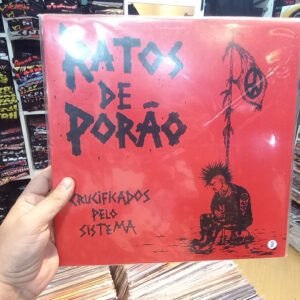 RATOS
DE
PORÃO
CRUCIFICADOS
PELO
SISTEMA